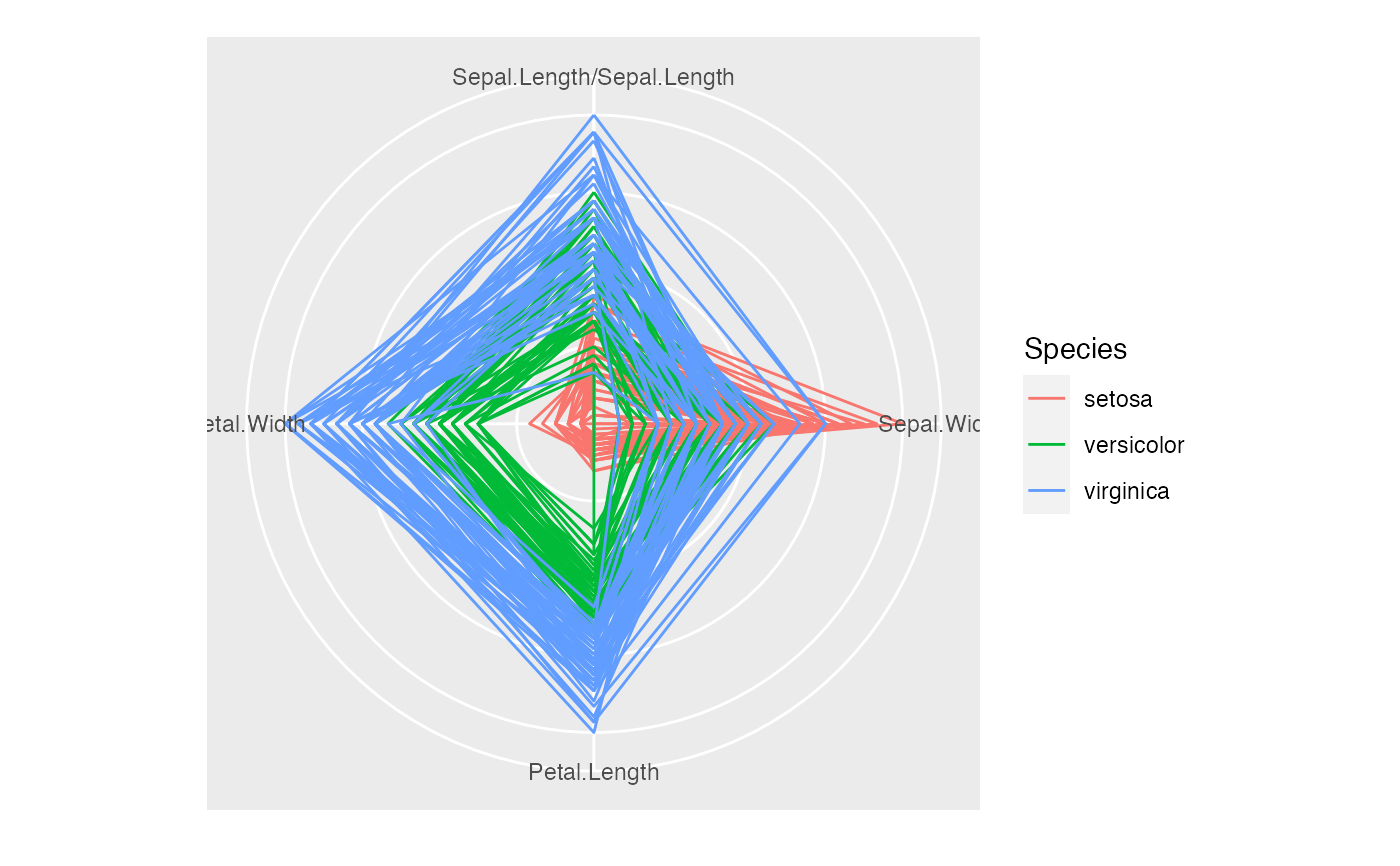 Sepal.Length/Sepal.Length
Species
setosa
etal.Width
Sepal.Wid
versicolor
virginica
Petal.Length